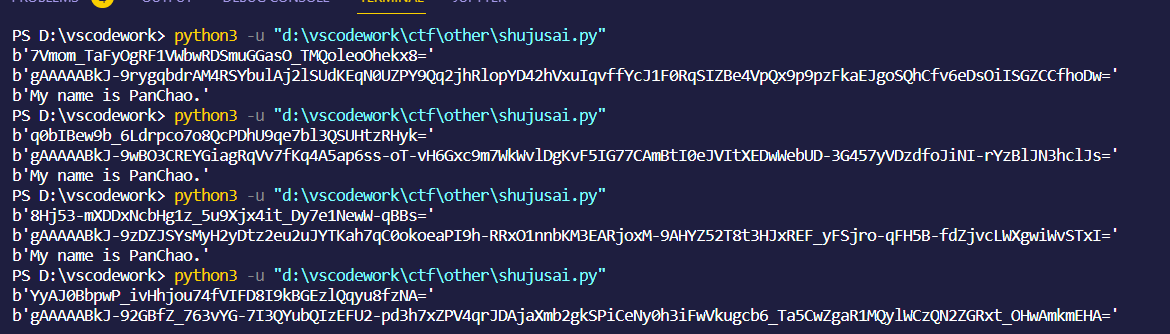 PROBLEMS 4 OUTPUT DEBUG CONSOLE TERMINAL JUPYTER
PS D:\vscodework> python3 -u "d:\vscodework\ctf\other\shujusai.py"
b'7Vmom_TaFyOgRF1VWbwRDSmuGGasO_TMQoleoOhekx8='
b'gAAAAABkJ-9rygqbdrAM4RSYbulAj2lSUdKEqN0UZPY9Qq2jhRlopYD42hVxuIqvffYcJ1F0RqSIZBe4VpQx9p9pzFkaEJgoSQhCfv6eDsOiISGZCCfhoDw='
b'My name is PanChao.'
PS D:\vscodework> python3 -u "d:\vscodework\ctf\other\shujusai.py"
b'q0bIBew9b_6Ldrpco7o8QcPDhU9qe7bl3QSUHtzRHyk='
b'gAAAAABkJ-9wBO3CREYGiagRqVv7fKq4A5ap6ss-oT-vH6Gxc9m7WkWvlDgKvF5IG77CAmBtI0eJVItXEDwWebUD-3G457yVDzdfoJiNI-rYzBlJN3hclJs='
b'My name is PanChao.'
PS D:\vscodework> python3 -u "d:\vscodework\ctf\other\shujusai.py"
b'8Hj53-mXDDxNcbHg1z_5u9Xjx4it_Dy7e1NewW-qBBs='
b'gAAAAABkJ-9zDZJSYsMyH2yDtz2eu2uJYTKah7qC0okoeaPI9h-RRxO1nnbKM3EARjoxM-9AHYZ52T8t3HJxREF_yFSjro-qFH5B-fdZjvcLWXgwiWvSTxI='
b'My name is PanChao.'
PS D:\vscodework> python3 -u "d:\vscodework\ctf\other\shujusai.py"
b'YyAJ0BbpwP_ivHhjou74fVIFD8I9kBGEzlQqyu8fzNA='
b'gAAAAABkJ-92GBfZ_763vYG-7I3QYubQIzEFU2-pd3h7xZPV4qrJDAjaXmb2gkSPiCeNy0h3iFwVkugcb6_Ta5CwZgaR1MQylWCzQN2ZGRxt_OHwAmkmEHA='